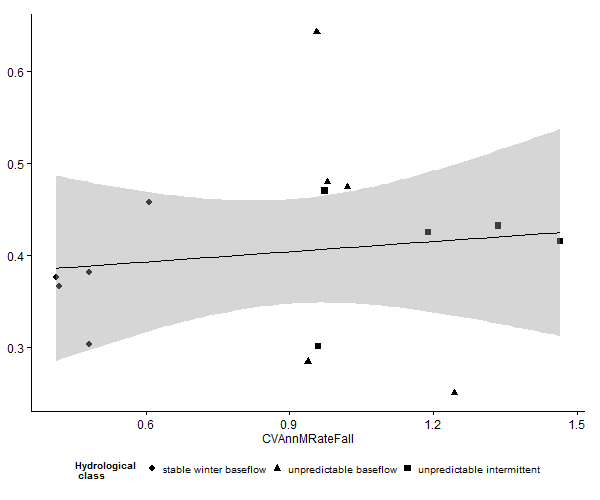 0.6
0.5
0.4
0.3
0.6 0.9 1.2 1.5
CVAnnMRateFall
Hydrological
class
stable winter baseflow unpredictable baseflow unpredictable intermittent